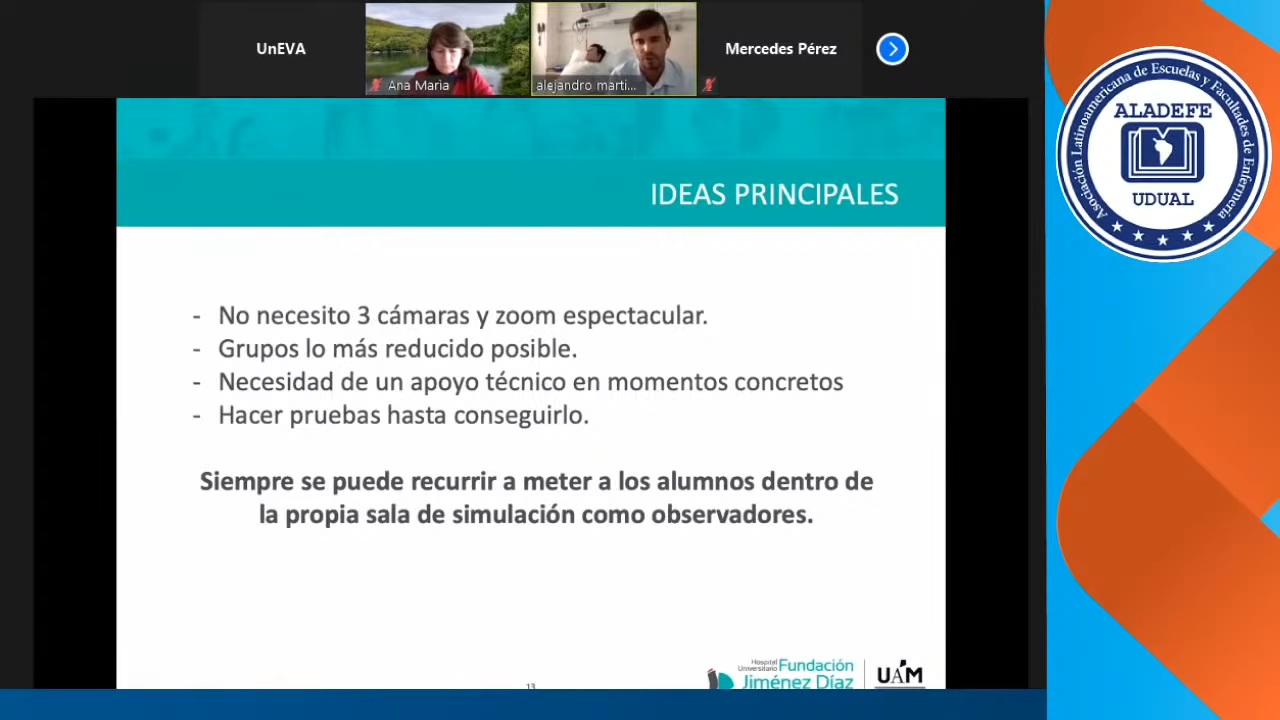 UnEVA
Ana Marìa
alejandro marti...
Mercedes Pérez
Asociación Latinoamericana de Escuelas y Facultades de Enfermería
ALADEFE
UDUAL
IDEAS PRINCIPALES
- No necesito 3 cámaras y zoom espectacular.
- Grupos lo más reducido posible.
- Necesidad de un apoyo técnico en momentos concretos
- Hacer pruebas hasta conseguirlo.
Siempre se puede recurrir a meter a los alumnos dentro de
la propia sala de simulación como observadores.
Hospital
Universitario Fundación
Jiménez Díaz
UAM
13